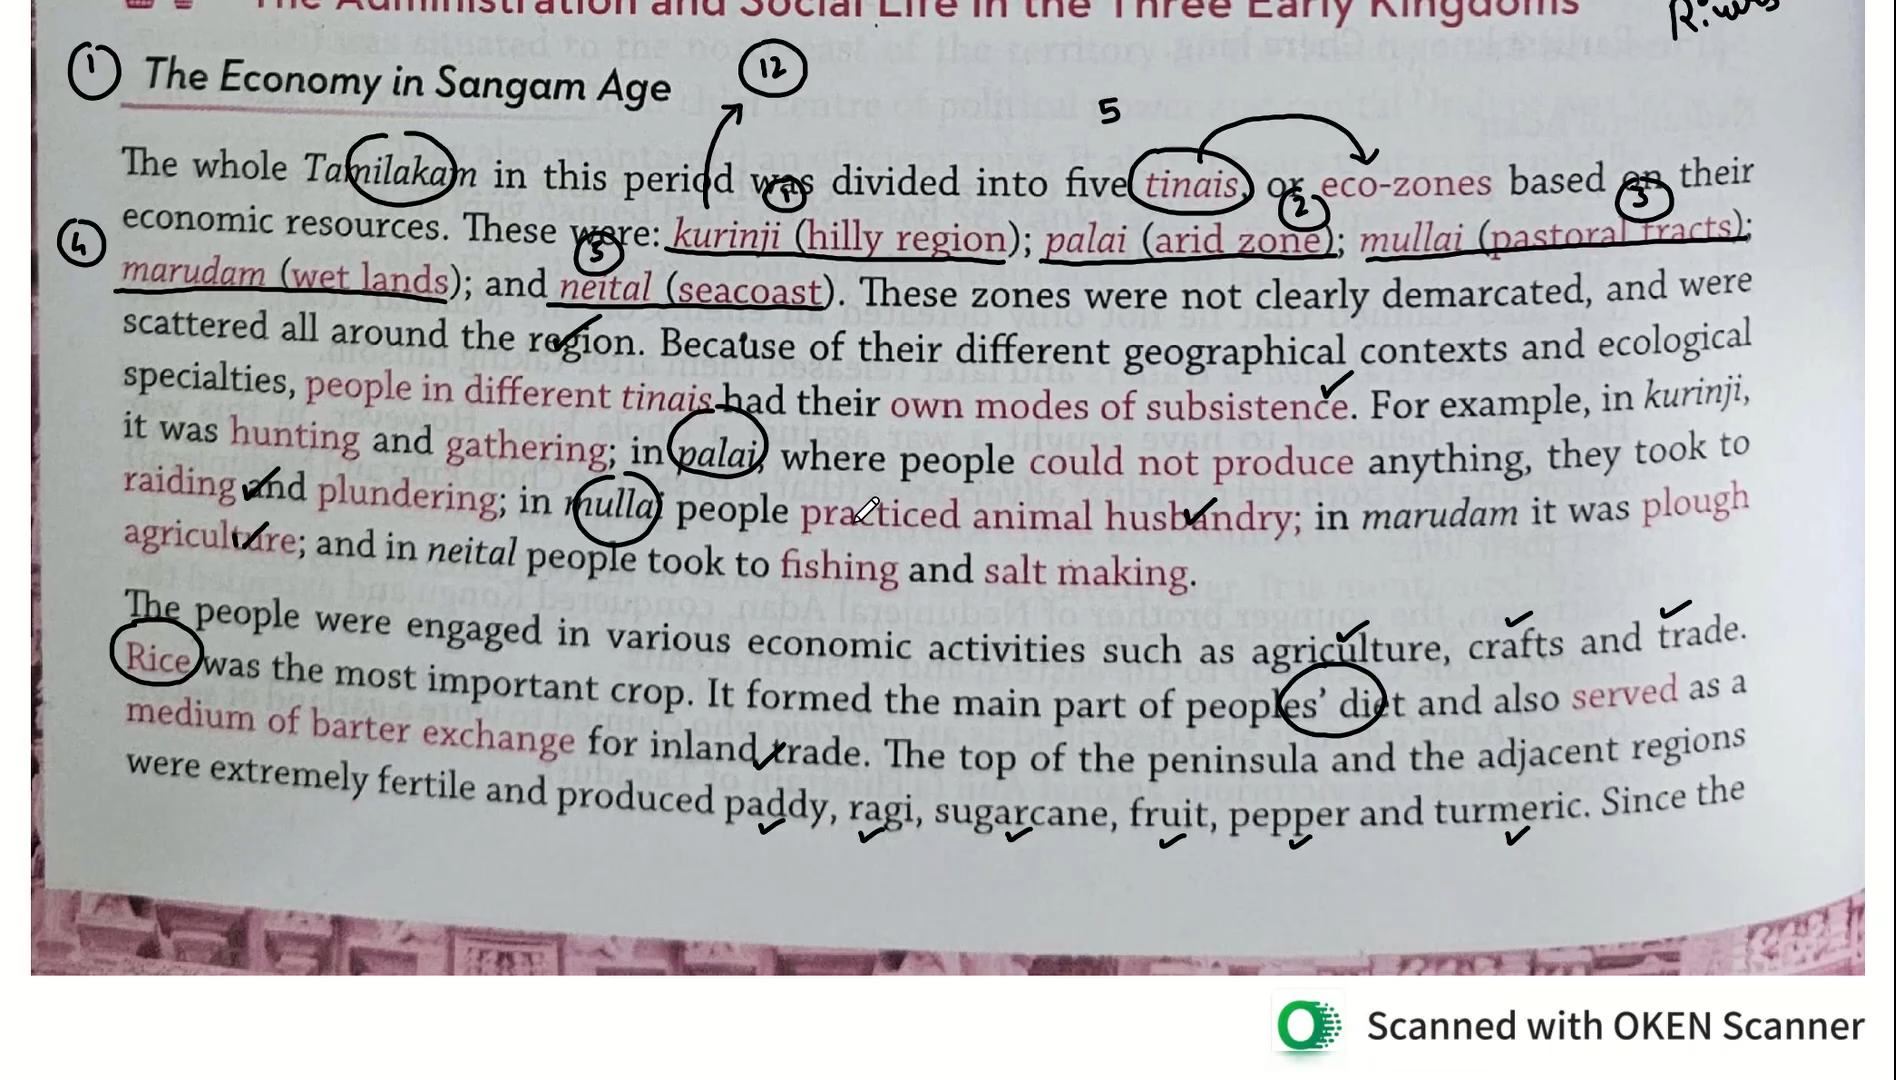 The Administration and Social Life in the Three Early Kingdoms
1 The Economy in Sangam Age 12
5
The whole Tamilakam in this period was divided into five tinais, or eco-zones based on their
1 2 3
economic resources. These were: kurinji (hilly region); palai (arid zone); mullai (pastoral tracts);
4 5
marudam (wet lands); and neital (seacoast). These zones were not clearly demarcated, and were
scattered all around the region. Because of their different geographical contexts and ecological
specialties, people in different tinais had their own modes of subsistence. For example, in kurinji,
it was hunting and gathering; in palai, where people could not produce anything, they took to
raiding and plundering; in mullai people practiced animal husbandry; in marudam it was plough
agriculture; and in neital people took to fishing and salt making.
The people were engaged in various economic activities such as agriculture, crafts and trade.
Rice was the most important crop. It formed the main part of peoples' diet and also served as a
medium of barter exchange for inland trade. The top of the peninsula and the adjacent regions
were extremely fertile and produced paddy, ragi, sugarcane, fruit, pepper and turmeric. Since the
Scanned with OKEN Scanner